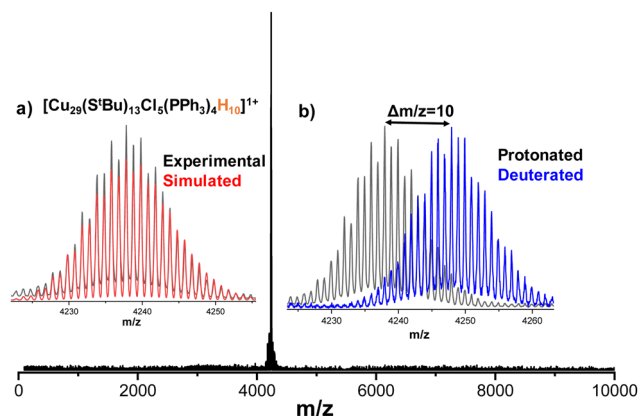 a) [Cu₂₉(SᵗBu)₁₃Cl₅(PPh₃)₄H₁₀]¹⁺
Experimental
Simulated
4230 4240 4250
m/z
b)
Δm/z=10
Protonated
Deuterated
4230 4240 4250 4260
m/z
0 2000 4000 6000 8000 10000
m/z